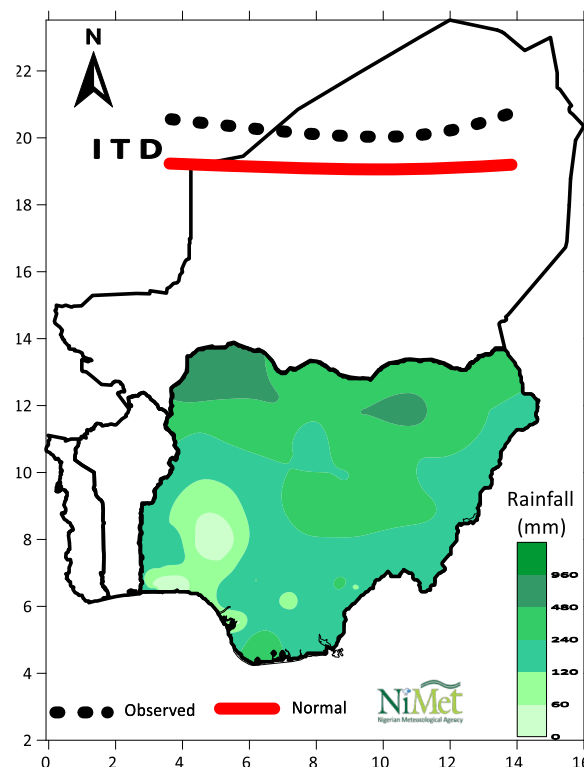 N
ITD
22
20
18
16
14
12
10
8
6
4
2
0 2 4 6 8 10 12 14 16
Rainfall
(mm)
960
480
240
120
60
0
Observed
Normal
NiMet
Nigerian Meteorological Agency